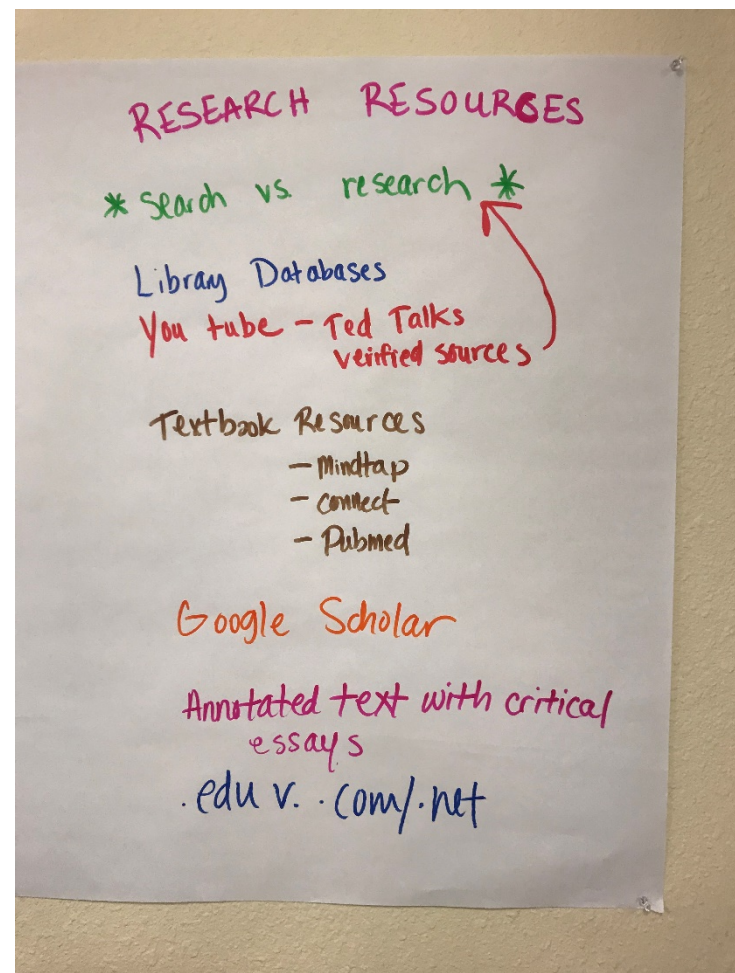 RESEARCH RESOURCES
* Search vs. research *
Library Databases
You tube - Ted Talks
verified sources
Textbook Resources
- Mindtap
- connect
- Pubmed
Google Scholar
Annotated text with critical
essays
.edu v. .com/.net